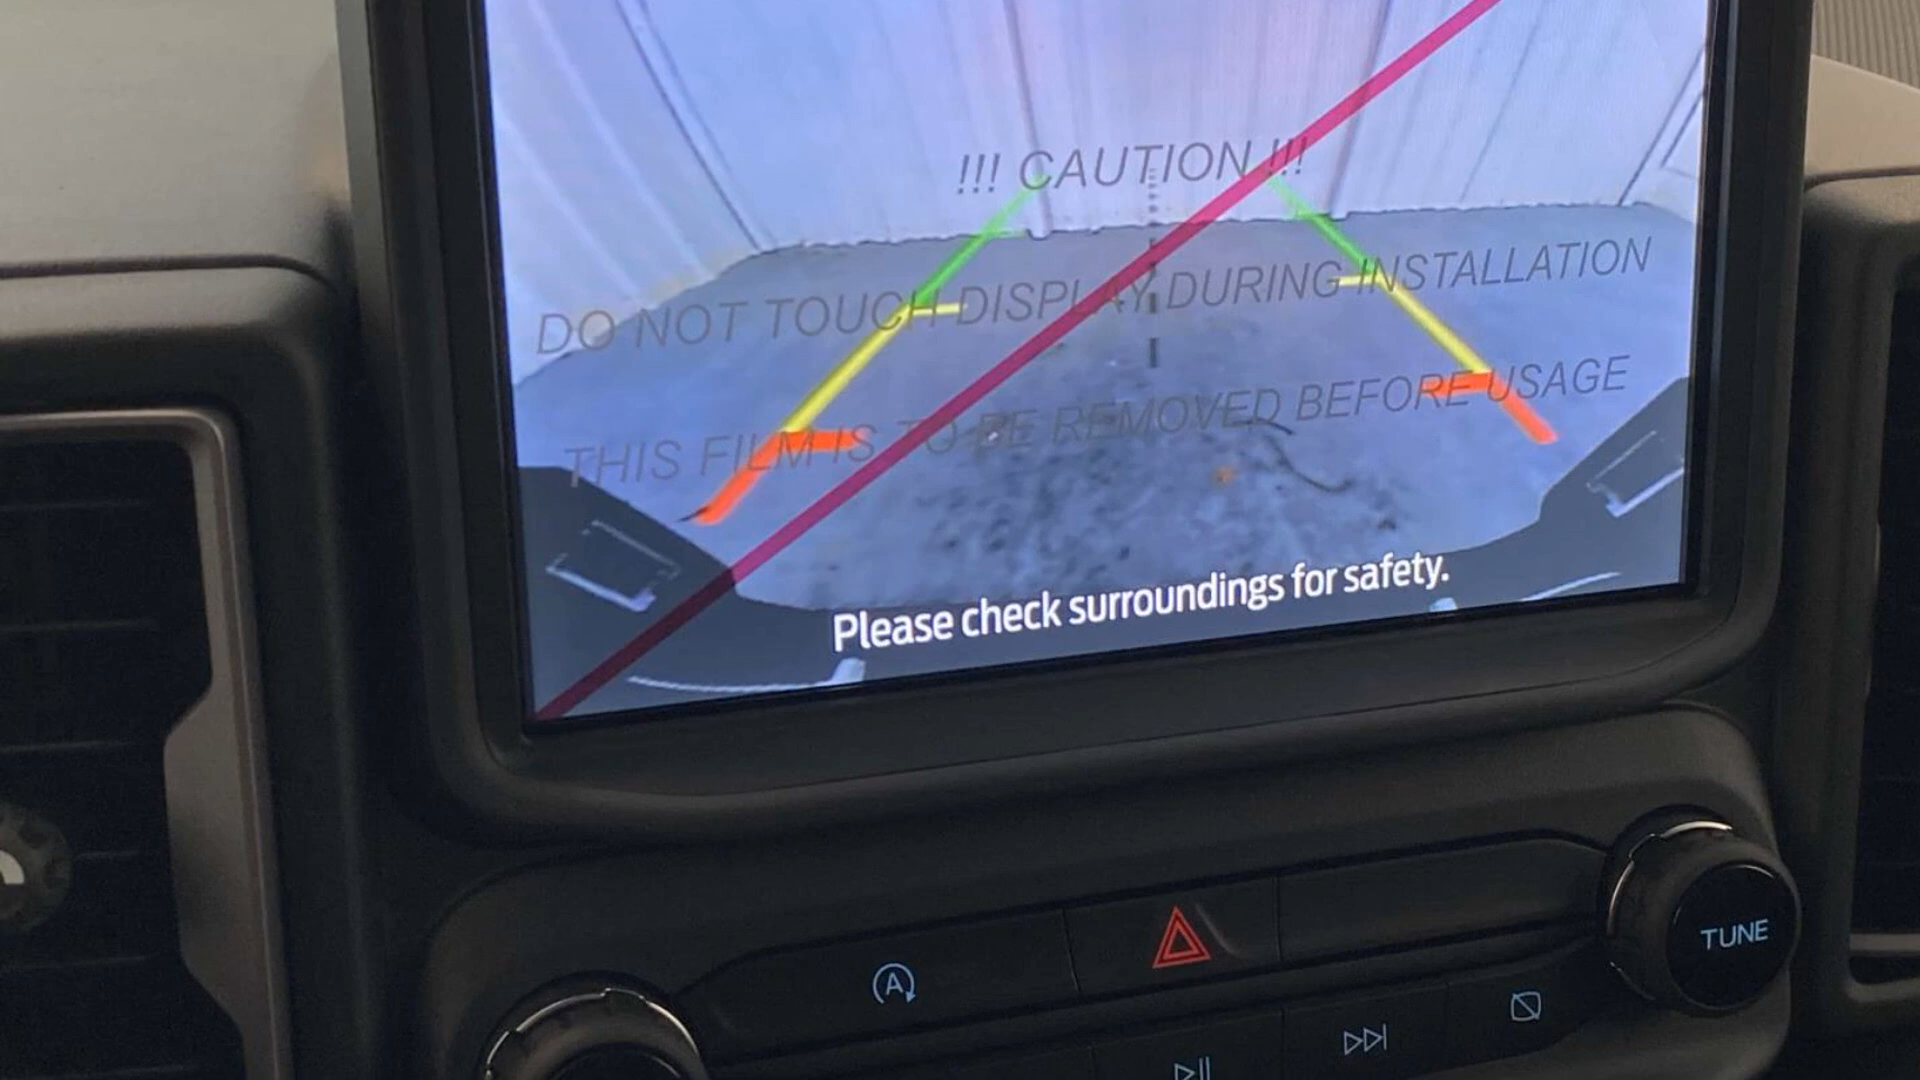 !!! CAUTION !!!
DO NOT TOUCH DISPLAY DURING INSTALLATION
THIS FILM IS TO BE REMOVED BEFORE USAGE
Please check surroundings for safety.
TUNE
A